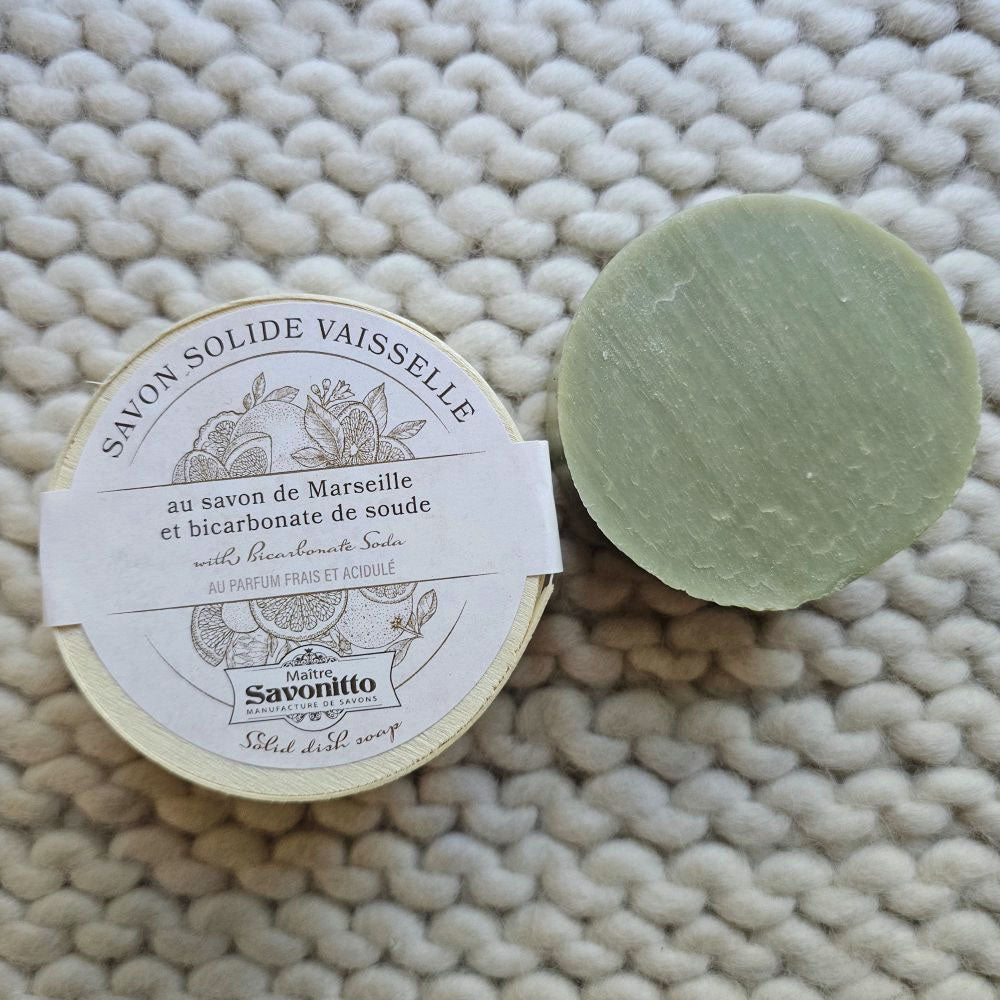 SAVON SOLIDE VAISSELLE
au savon de Marseille
et bicarbonate de soude
with Bicarbonate Soda
AU PARFUM FRAIS ET ACIDULÉ
Maître
Savonitto
MANUFACTURE DE SAVONS
Solid dish soap